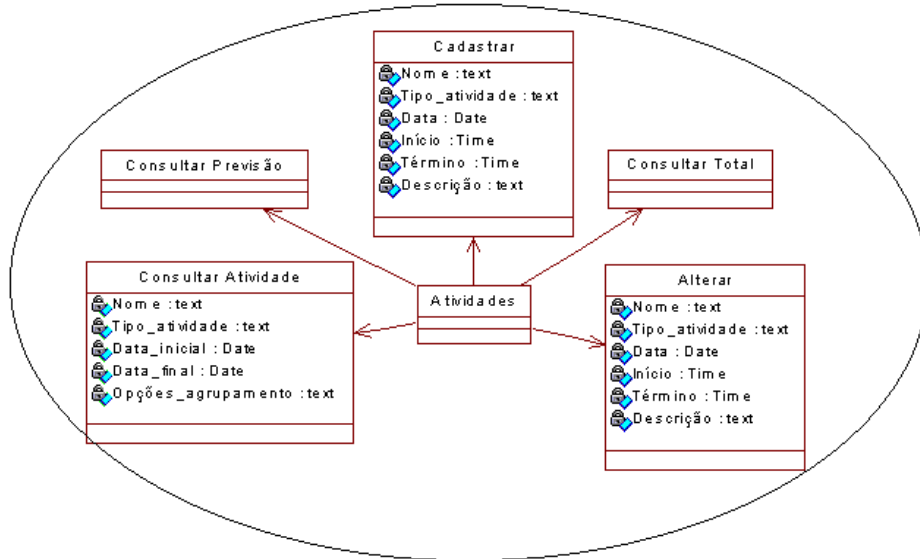 Cadastrar
Nome : text
Tipo_atividade : text
Data : Date
Início : Time
Término : Time
Descrição : text
Consultar Previsão
Consultar Total
Consultar Atividade
Nome : text
Tipo_atividade : text
Data_inicial : Date
Data_final : Date
Opções_agrupamento : text
Atividades
Alterar
Nome : text
Tipo_atividade : text
Data : Date
Início : Time
Término : Time
Descrição : text